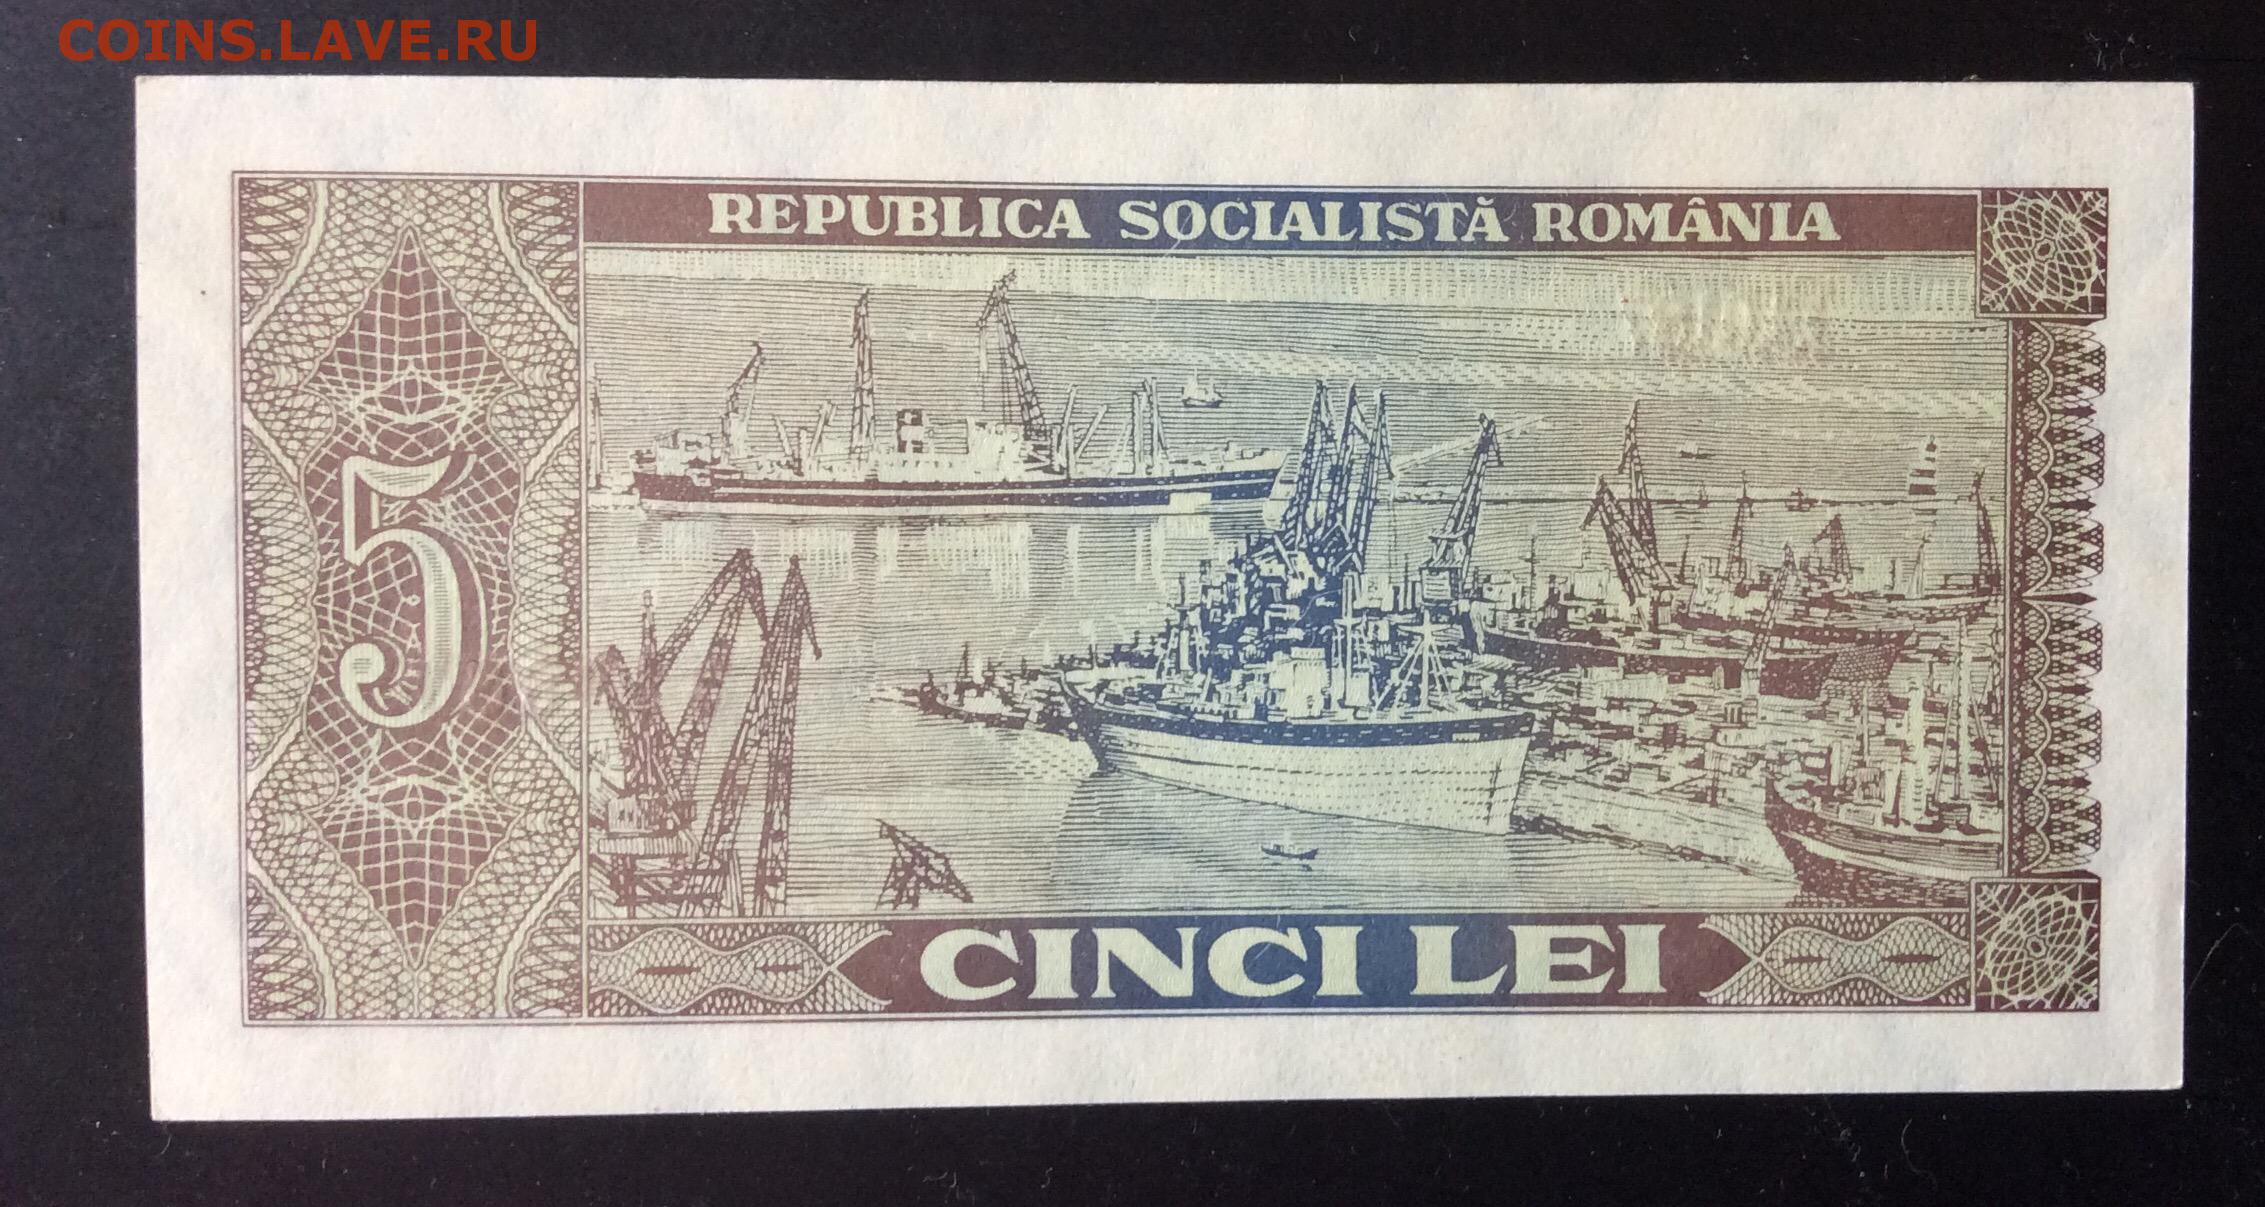 COINS.LAVE.RU
REPUBLICA SOCIALISTĂ ROMÂNIA
5
CINCI LEI